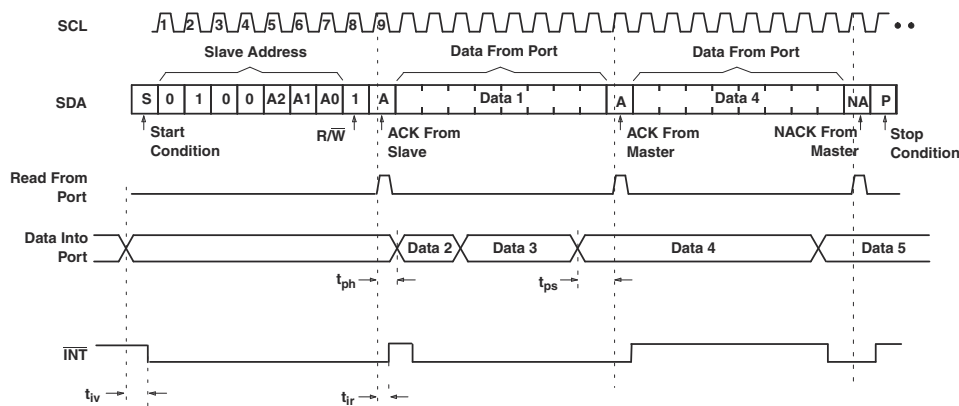 SCL 1 2 3 4 5 6 7 8 9
Slave Address Data From Port Data From Port
SDA S 0 1 0 0 A2 A1 A0 1 A Data 1 A Data 4 NA P
Start Condition
R/W̅
ACK From Slave
ACK From Master
NACK From Master
Stop Condition
Read From Port
Data Into Port
Data 2 Data 3 Data 4 Data 5
tph tps
I̅N̅T̅
tiv tir